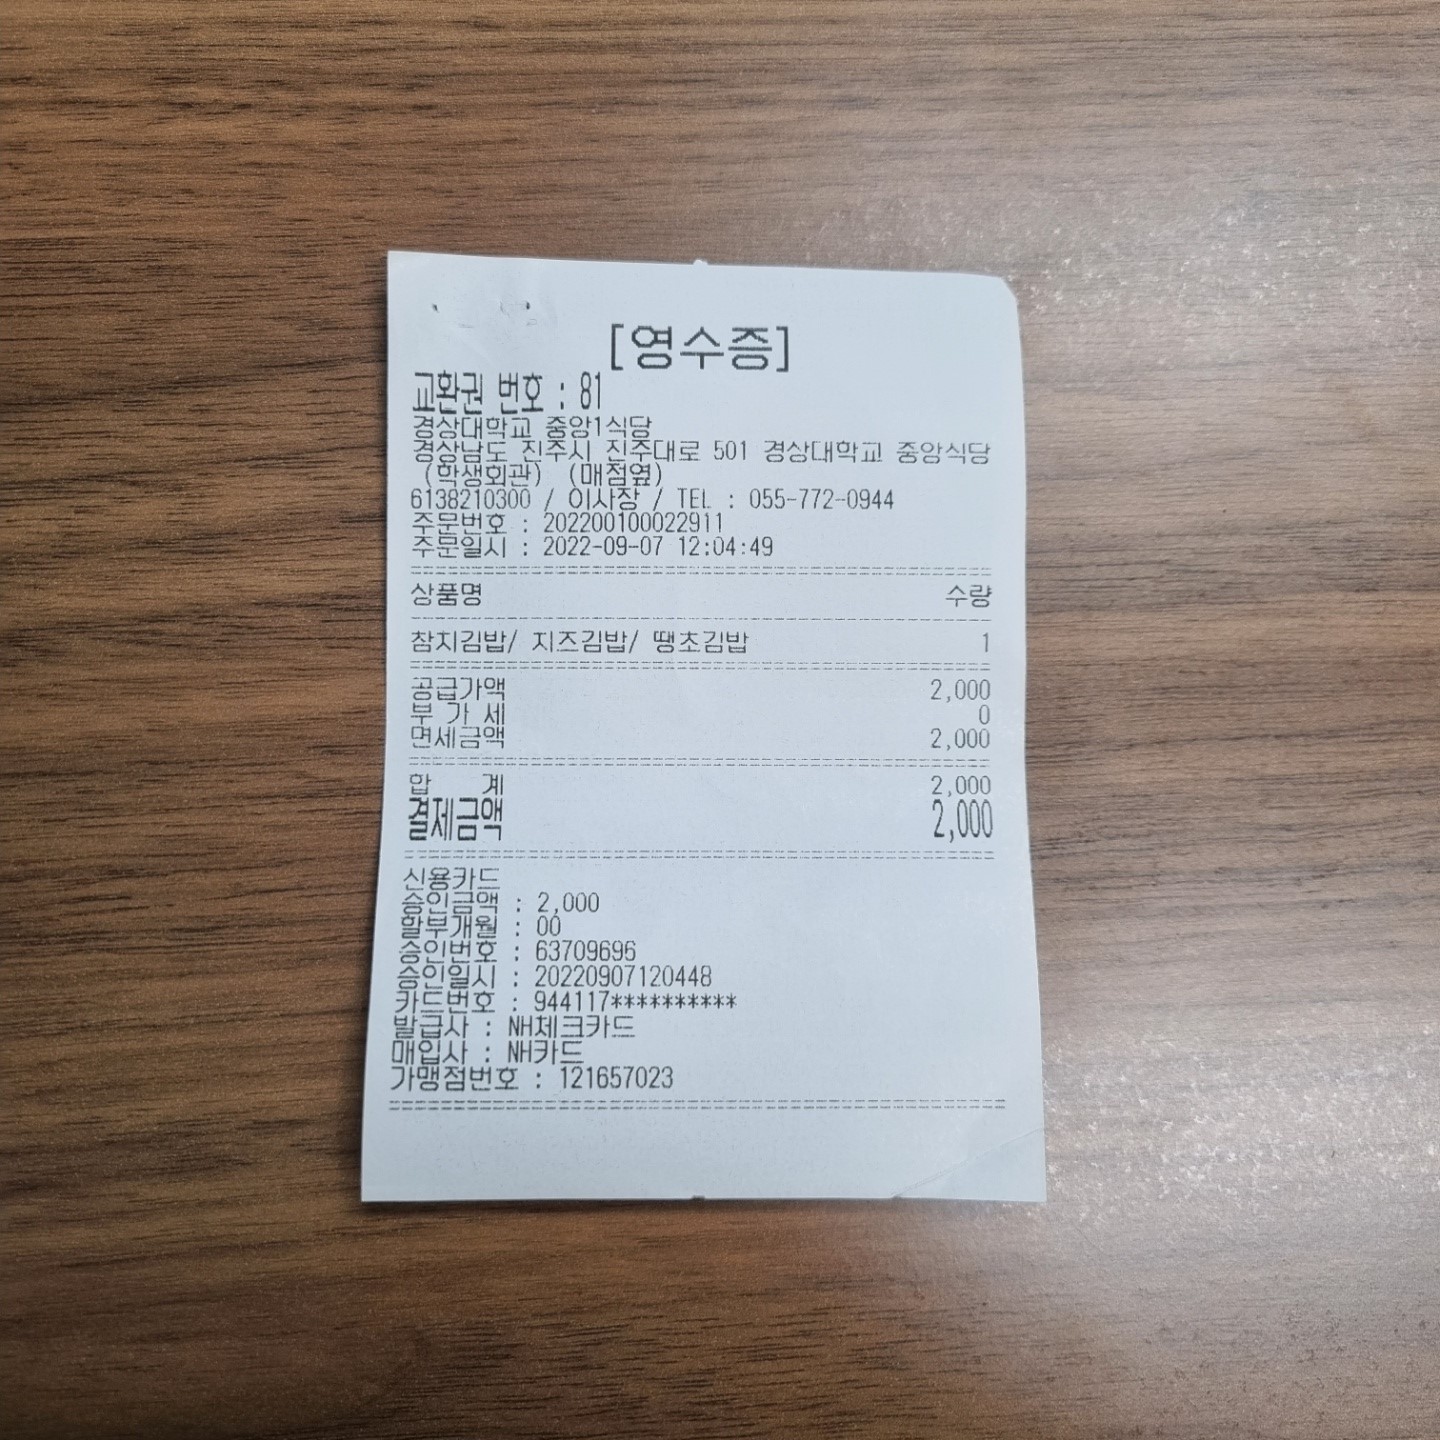 [영수증]
교환권 번호 : 81
경상대학교 중앙1식당
경상남도 진주시 진주대로 501 경상대학교 중앙식당
(학생회관) (매점옆)
6138210300 / 이사장 / TEL : 055-772-0944
주문번호 : 202200100022911
주문일시 : 2022-09-07 12:04:49
상품명 수량
참치김밥/ 치즈김밥/ 땡초김밥 1
공급가액 2,000
부 가 세 0
면세금액 2,000
합 계 2,000
결제금액 2,000
신용카드
승인금액 : 2,000
할부개월 : 00
승인번호 : 63709696
승인일시 : 20220907120448
카드번호 : 944117**********
발급사 : NH체크카드
매입사 : NH카드
가맹점번호 : 121657023